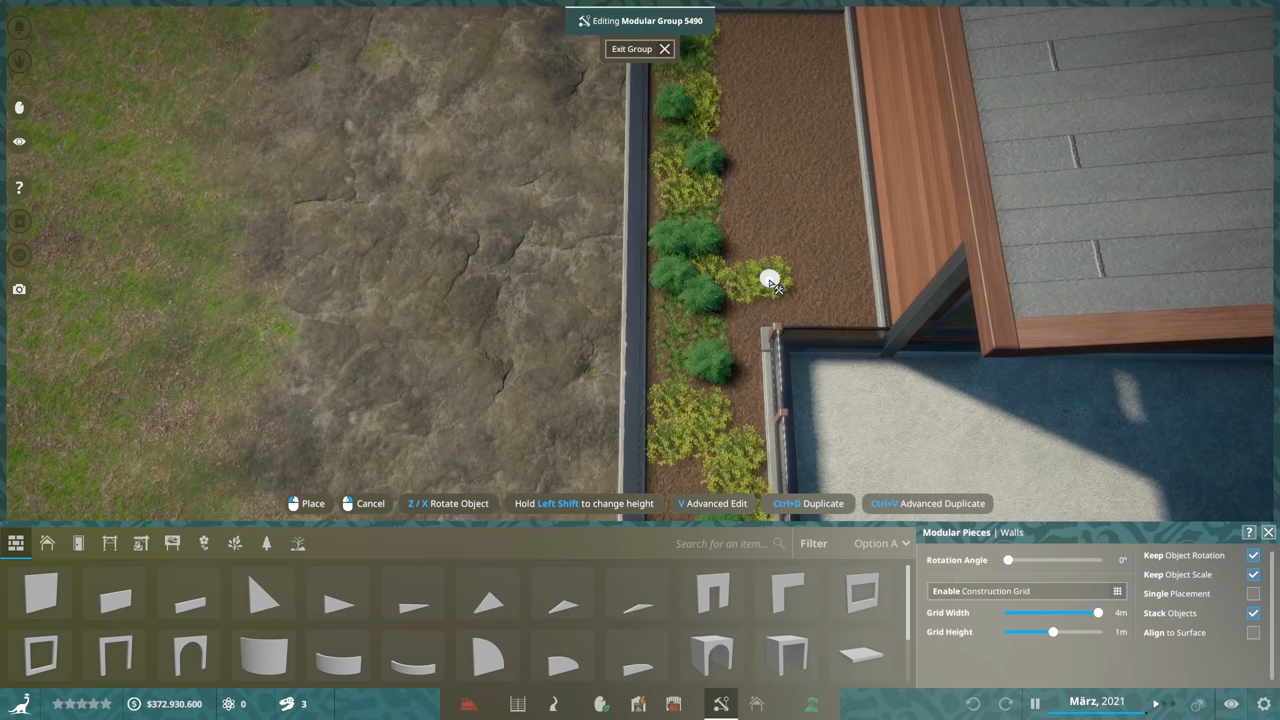 Editing Modular Group 5490
Exit Group
Place
Cancel
Z / X Rotate Object
Hold Left Shift to change height
V Advanced Edit
Ctrl+D Duplicate
Ctrl+V Advanced Duplicate
Search for an item...
Filter
Option A
Modular Pieces | Walls
?
Rotation Angle
0°
Enable Construction Grid
Grid Width
4m
Grid Height
1m
Keep Object Rotation
Keep Object Scale
Single Placement
Stack Objects
Align to Surface
$372.930.600
0
3
März, 2021